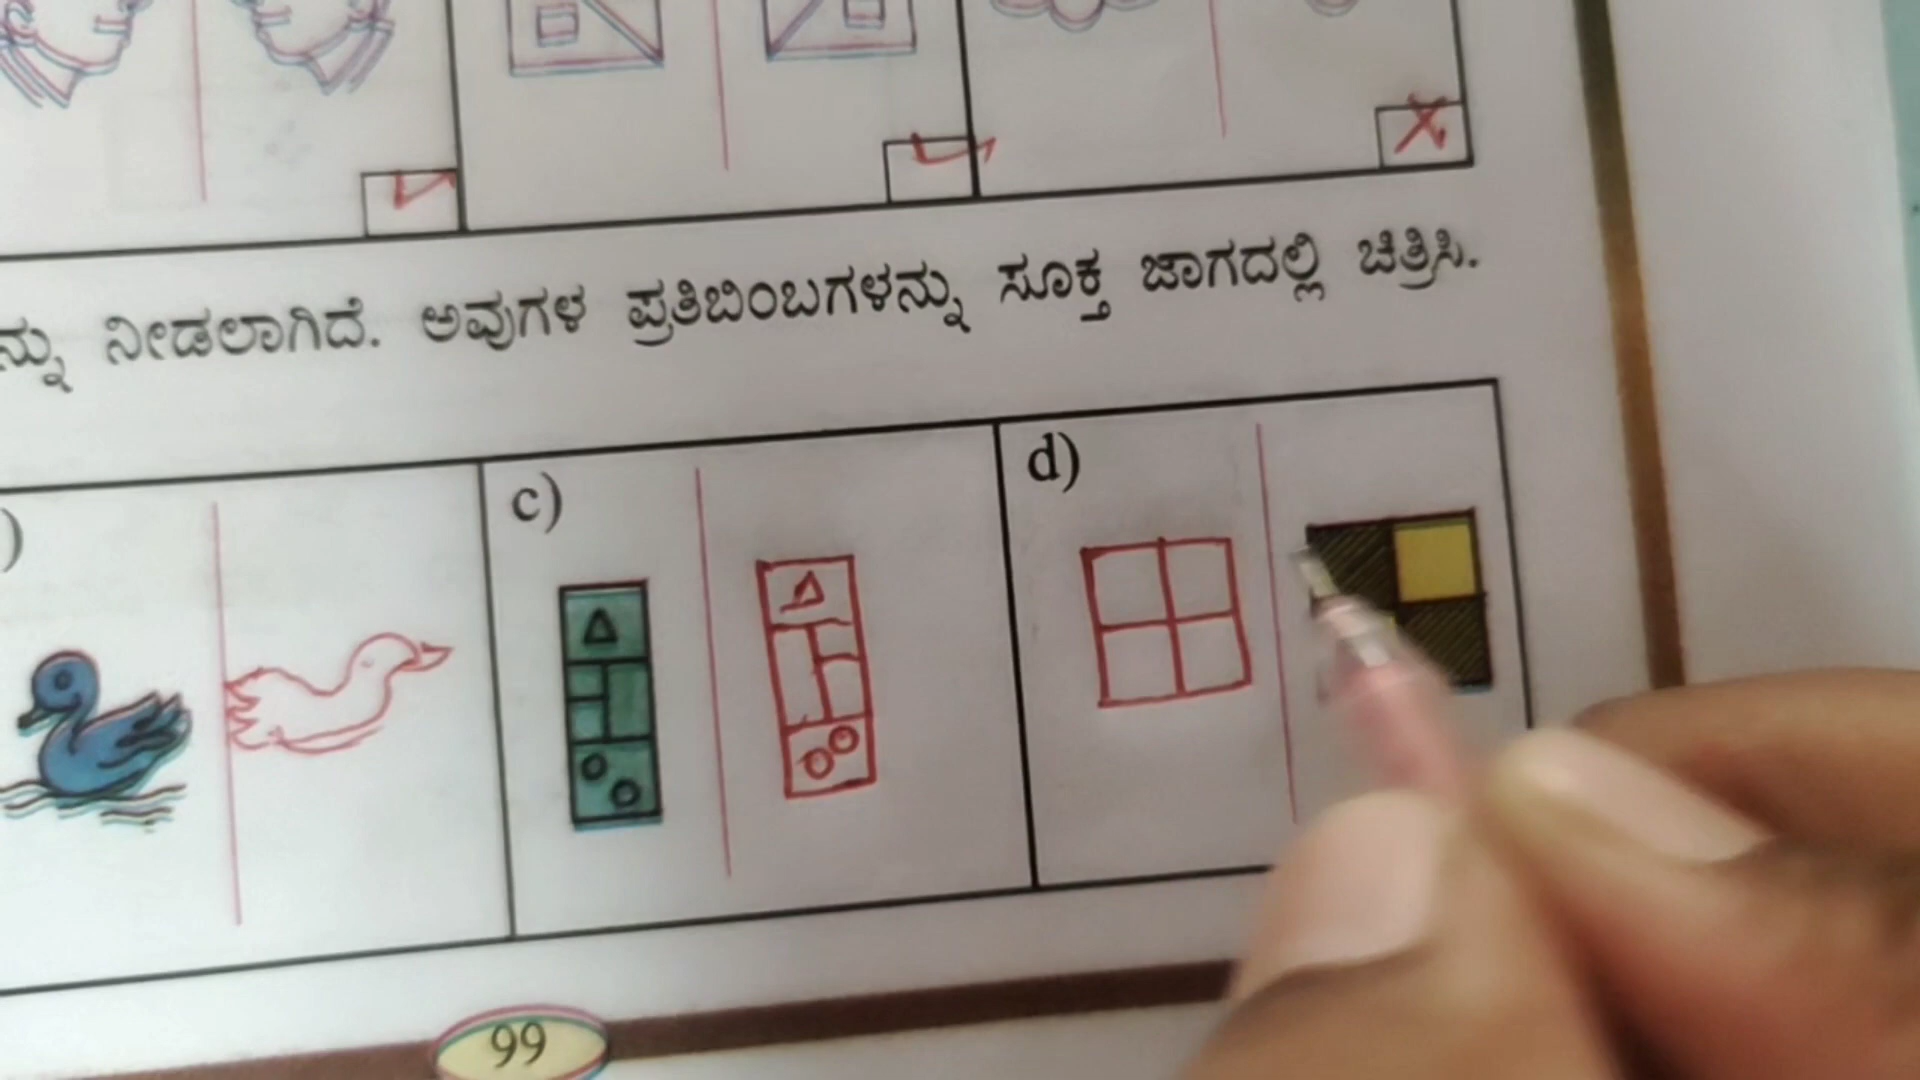 ನ್ನು ನೀಡಲಾಗಿದೆ. ಅವುಗಳ ಪ್ರತಿಬಿಂಬಗಳನ್ನು ಸೂಕ್ತ ಜಾಗದಲ್ಲಿ ಚಿತ್ರಿಸಿ.
) c) d)
99